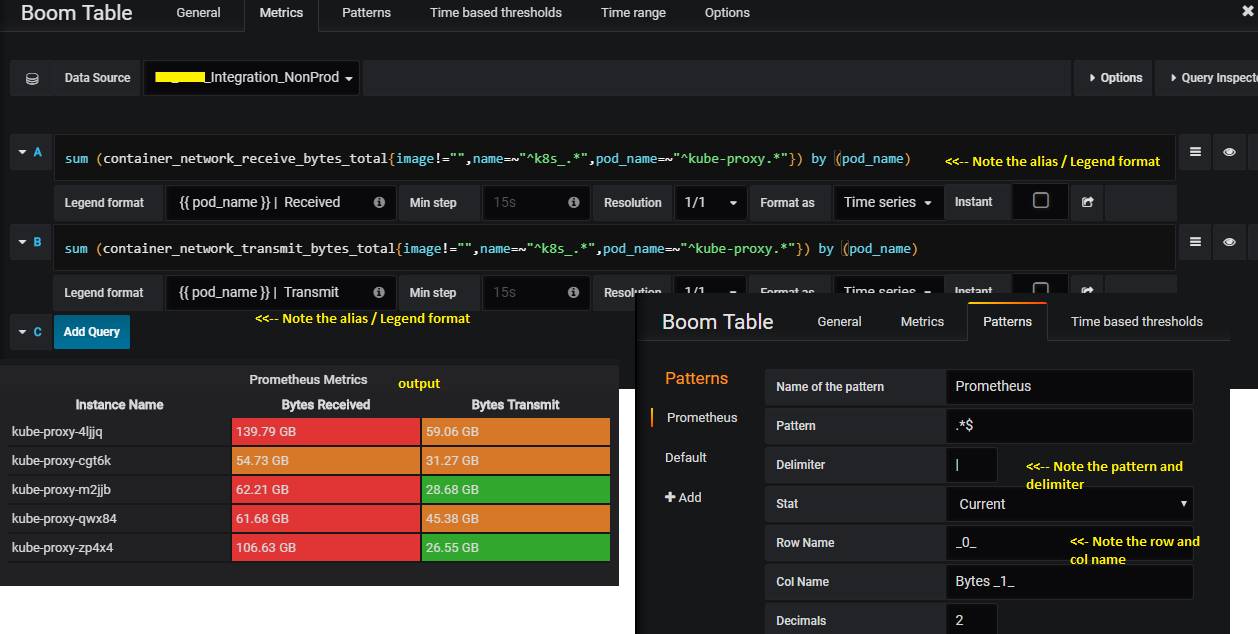 Boom Table General Metrics Patterns Time based thresholds Time range Options
Data Source _Integration_NonProd Options Query Inspecto
A sum (container_network_receive_bytes_total{image!="",name=~"^k8s_.*",pod_name=~"^kube-proxy.*"}) by (pod_name) <<-- Note the alias / Legend format
Legend format {{ pod_name }} | Received Min step 15s Resolution 1/1 Format as Time series Instant
B sum (container_network_transmit_bytes_total{image!="",name=~"^k8s_.*",pod_name=~"^kube-proxy.*"}) by (pod_name)
Legend format {{ pod_name }} | Transmit Min step 15s Resolution 1/1 Format as Time series Instant
<<-- Note the alias / Legend format
C Add Query
Prometheus Metrics output
Instance Name Bytes Received Bytes Transmit
kube-proxy-4ljjq 139.79 GB 59.06 GB
kube-proxy-cgt6k 54.73 GB 31.27 GB
kube-proxy-m2jjb 62.21 GB 28.68 GB
kube-proxy-qwx84 61.68 GB 45.38 GB
kube-proxy-zp4x4 106.63 GB 26.55 GB
Boom Table General Metrics Patterns Time based thresholds
Patterns
Prometheus
Default
+ Add
Name of the pattern Prometheus
Pattern .*$
Delimiter | <<-- Note the pattern and
delimiter
Stat Current
Row Name _0_ <<- Note the row and
col name
Col Name Bytes _1_
Decimals 2